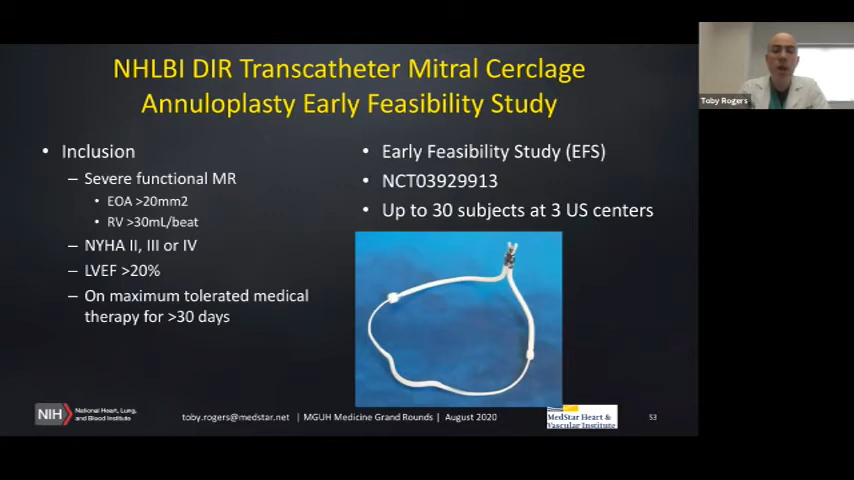 NHLBI DIR Transcatheter Mitral Cerclage
Annuloplasty Early Feasibility Study
• Inclusion
– Severe functional MR
• EOA >20mm2
• RV >30mL/beat
– NYHA II, III or IV
– LVEF >20%
– On maximum tolerated medical
therapy for >30 days
• Early Feasibility Study (EFS)
• NCT03929913
• Up to 30 subjects at 3 US centers
NIH National Heart, Lung,
and Blood Institute
toby.rogers@medstar.net | MGUH Medicine Grand Rounds | August 2020
MedStar Heart &
Vascular Institute
53
Toby Rogers